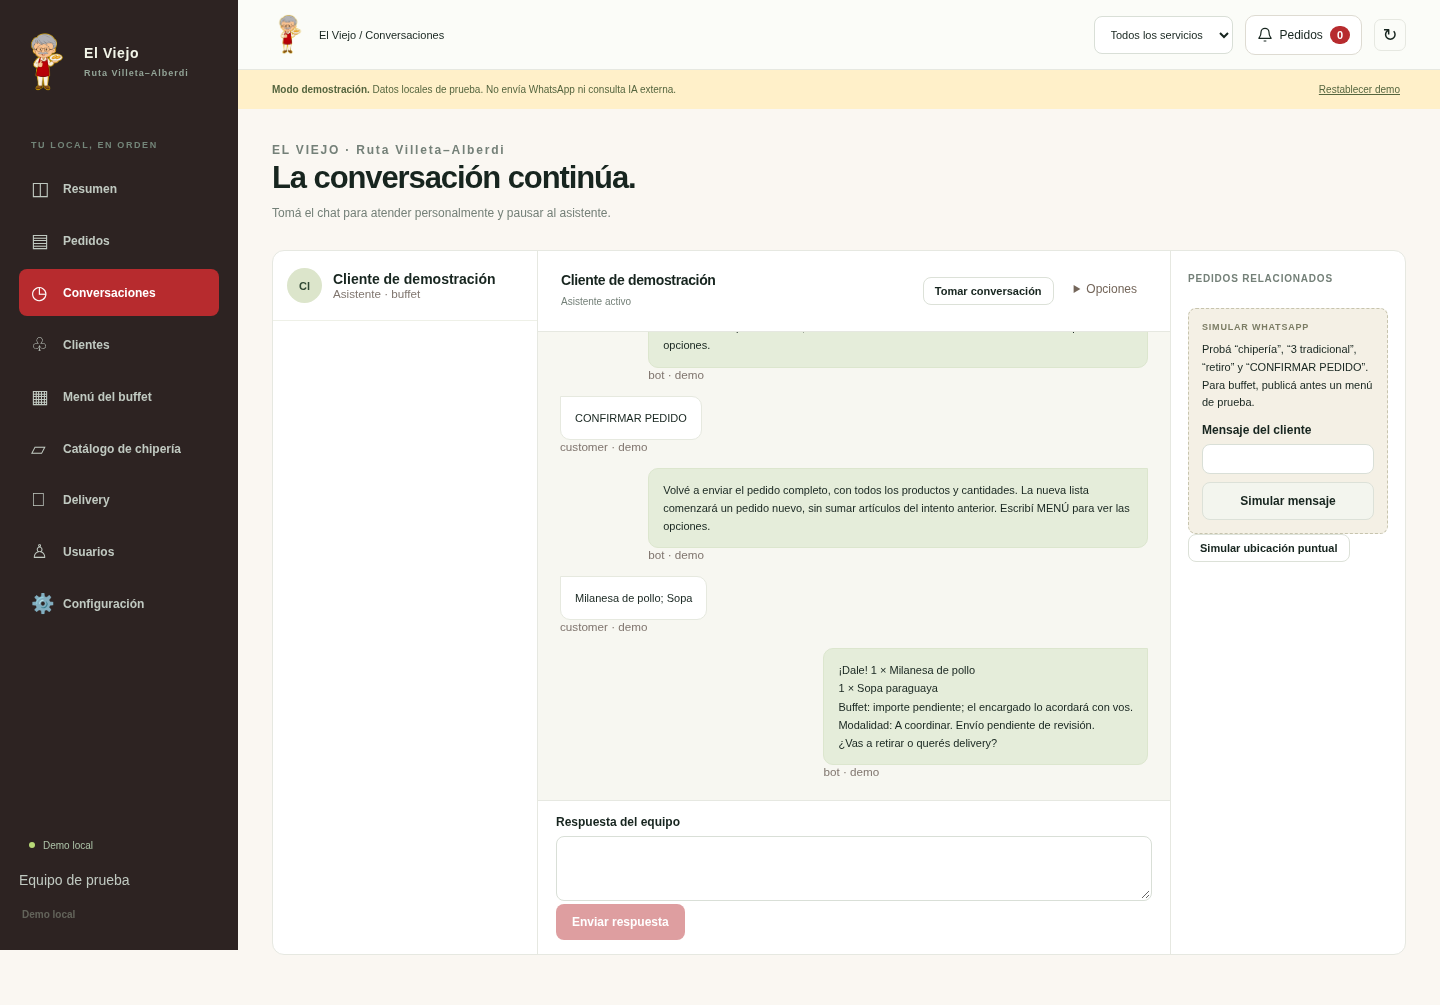 El Viejo
Ruta Villeta–Alberdi
TU LOCAL, EN ORDEN
Resumen
Pedidos
Conversaciones
Clientes
Menú del buffet
Catálogo de chipería
Delivery
Usuarios
Configuración
Demo local
Equipo de prueba
Demo local
El Viejo / Conversaciones
Todos los servicios
Pedidos 0
Modo demostración. Datos locales de prueba. No envía WhatsApp ni consulta IA externa.
Restablecer demo
EL VIEJO · Ruta Villeta–Alberdi
La conversación continúa.
Tomá el chat para atender personalmente y pausar al asistente.
CI
Cliente de demostración
Asistente · buffet
Cliente de demostración
Asistente activo
Tomar conversación
Opciones
opciones.
bot · demo
CONFIRMAR PEDIDO
customer · demo
Volvé a enviar el pedido completo, con todos los productos y cantidades. La nueva lista
comenzará un pedido nuevo, sin sumar artículos del intento anterior. Escribí MENÚ para ver las
opciones.
bot · demo
Milanesa de pollo; Sopa
customer · demo
¡Dale! 1 × Milanesa de pollo
1 × Sopa paraguaya
Buffet: importe pendiente; el encargado lo acordará con vos.
Modalidad: A coordinar. Envío pendiente de revisión.
¿Vas a retirar o querés delivery?
bot · demo
Respuesta del equipo
Enviar respuesta
PEDIDOS RELACIONADOS
SIMULAR WHATSAPP
Probá “chipería”, “3 tradicional”,
“retiro” y “CONFIRMAR PEDIDO”.
Para buffet, publicá antes un menú
de prueba.
Mensaje del cliente
Simular mensaje
Simular ubicación puntual